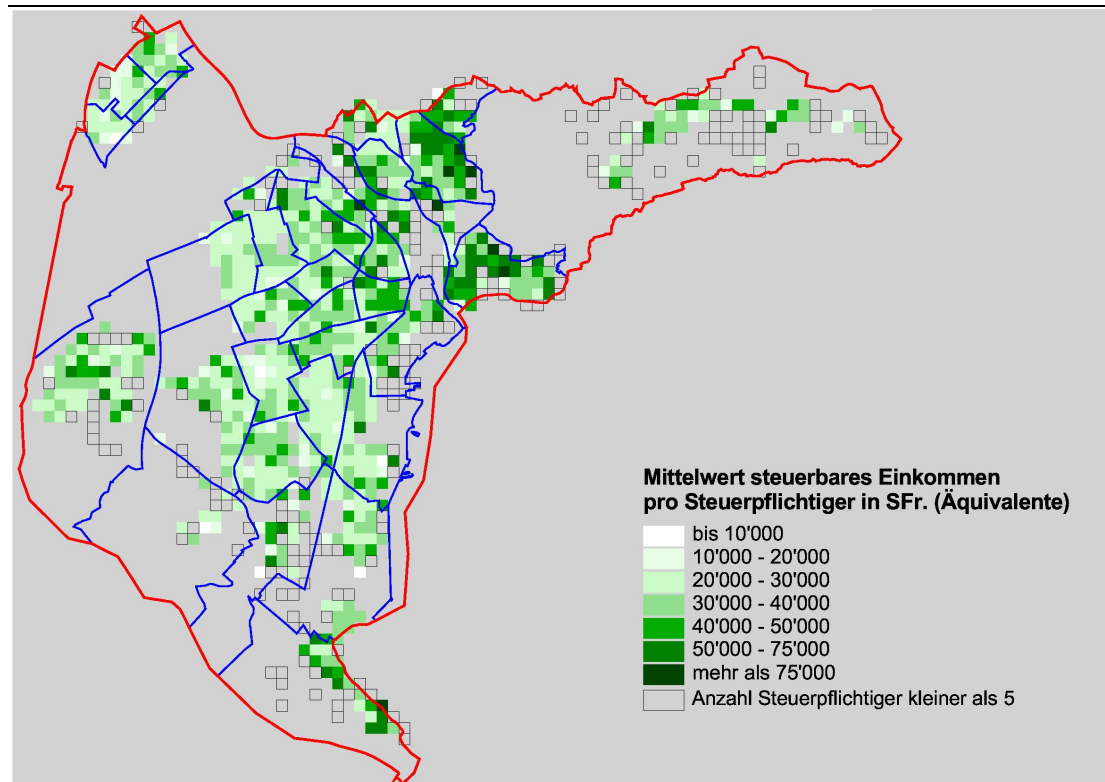 Mittelwert steuerbares Einkommen
pro Steuerpflichtiger in SFr. (Äquivalente)
bis 10'000
10'000 - 20'000
20'000 - 30'000
30'000 - 40'000
40'000 - 50'000
50'000 - 75'000
mehr als 75'000
Anzahl Steuerpflichtiger kleiner als 5